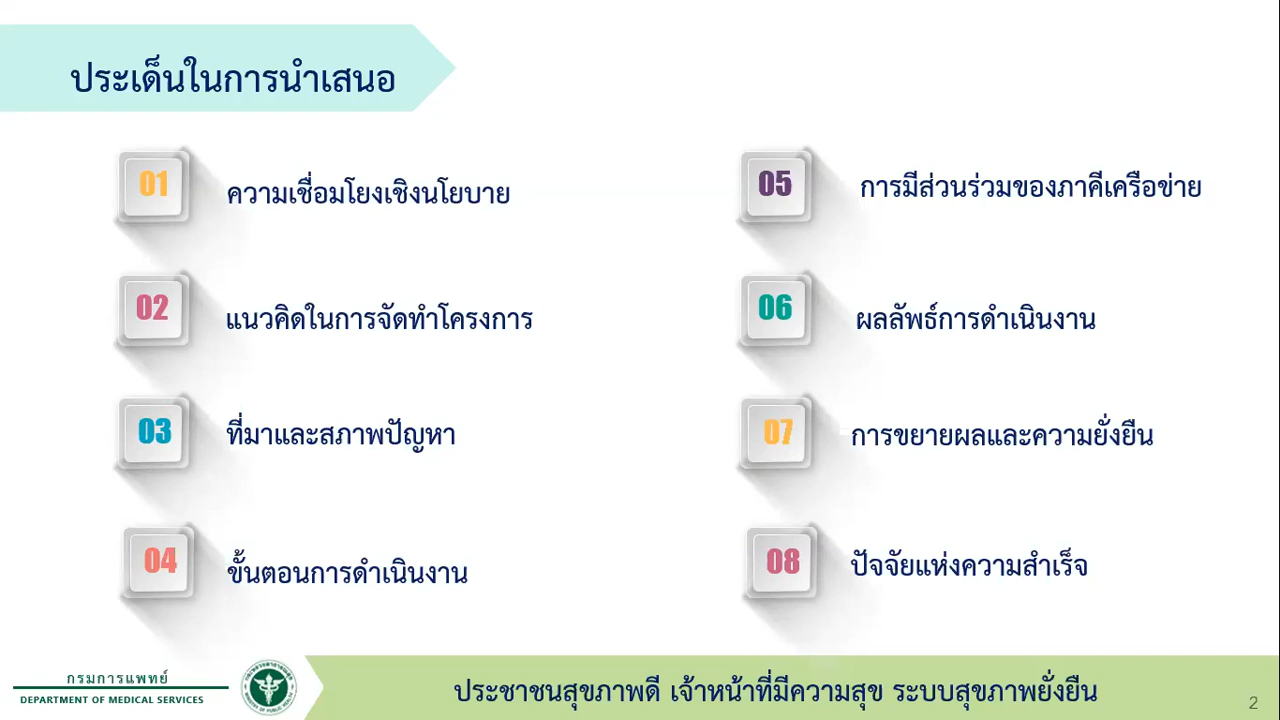 ประเด็นในการนำเสนอ
01
ความเชื่อมโยงเชิงนโยบาย
02
แนวคิดในการจัดทำโครงการ
03
ที่มาและสภาพปัญหา
04
ขั้นตอนการดำเนินงาน
05
การมีส่วนร่วมของภาคีเครือข่าย
06
ผลลัพธ์การดำเนินงาน
07
การขยายผลและความยั่งยืน
08
ปัจจัยแห่งความสำเร็จ
กรมการแพทย์
DEPARTMENT OF MEDICAL SERVICES
ประชาชนสุขภาพดี เจ้าหน้าที่มีความสุข ระบบสุขภาพยั่งยืน
2